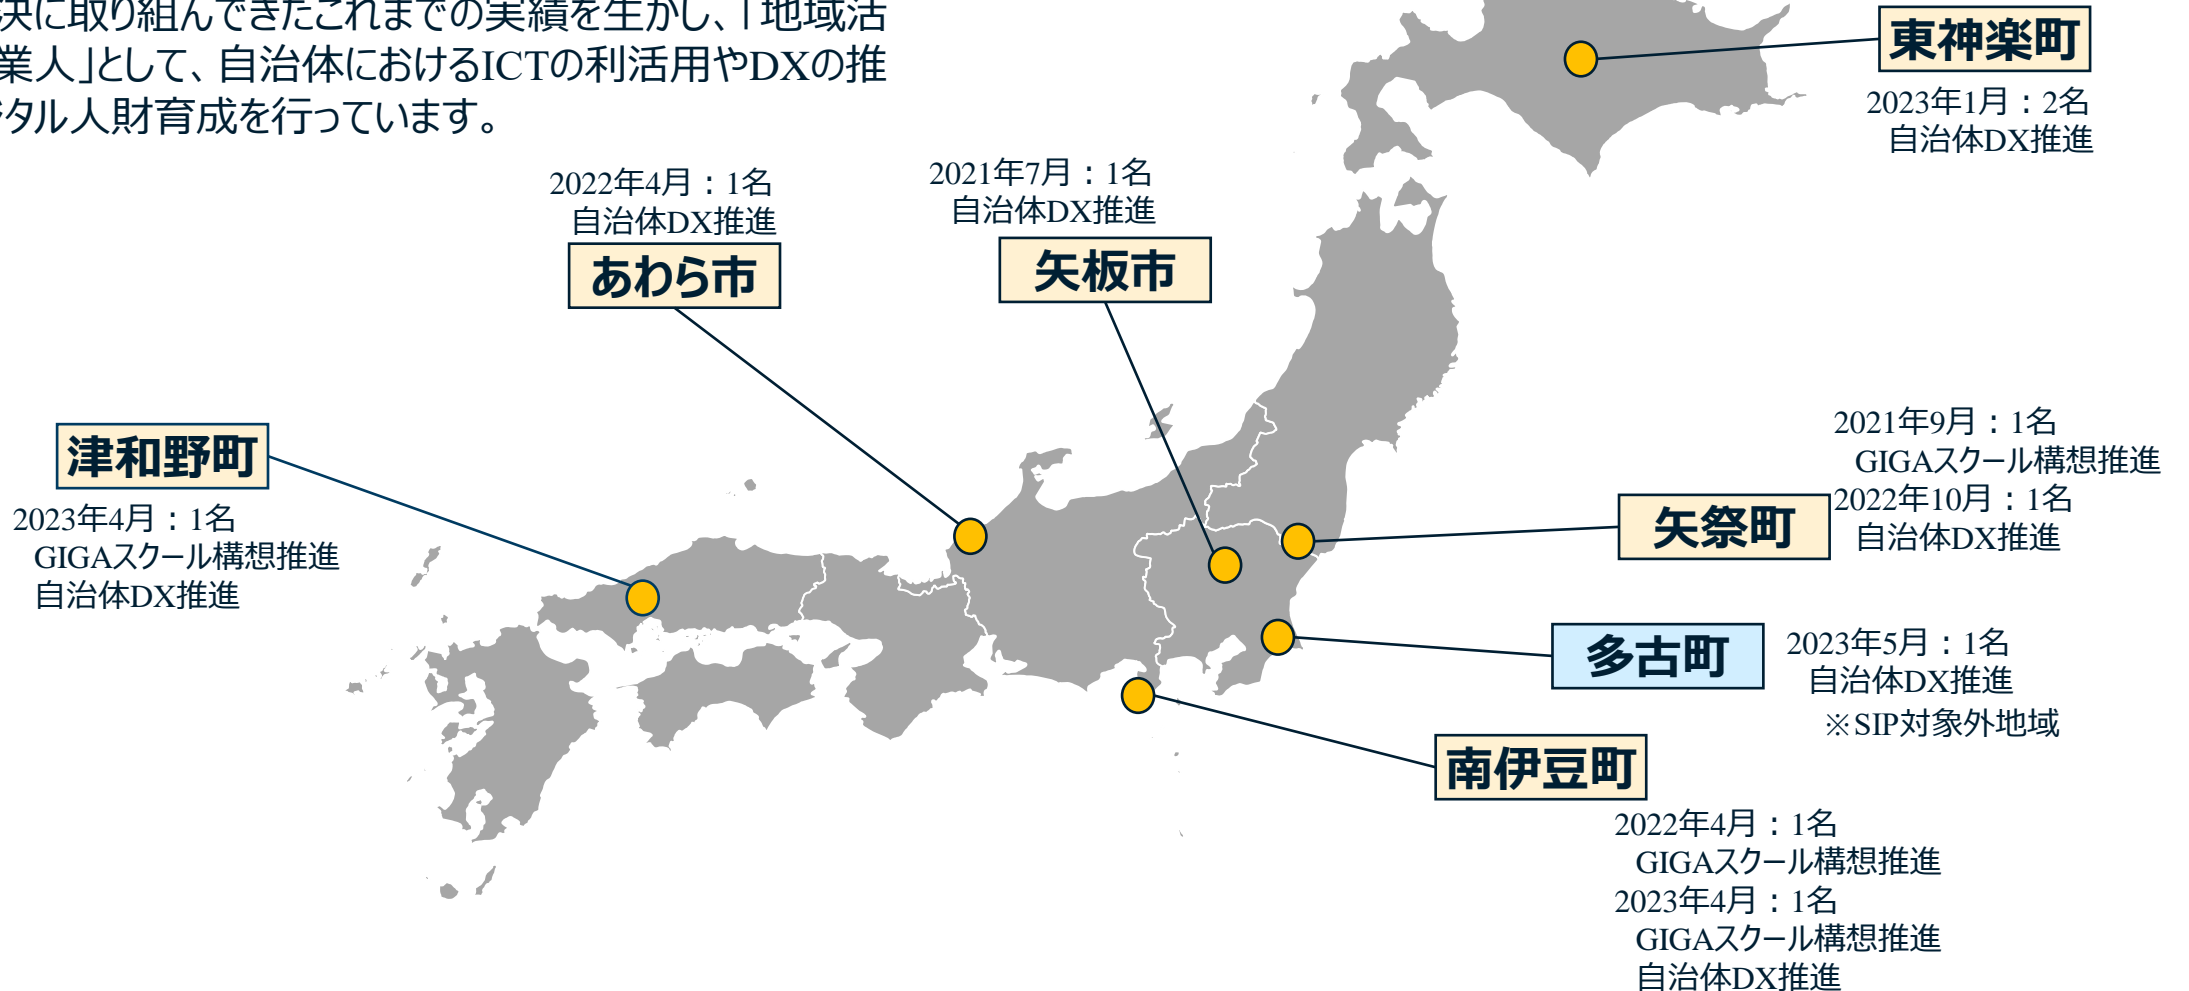 決に取り組んできたこれまでの実績を生かし、「地域活
業人」として、自治体におけるICTの利活用やDXの推
タル人財育成を行っています。
東神楽町
2023年1月：2名
自治体DX推進
2022年4月：1名
自治体DX推進
あわら市
2021年7月：1名
自治体DX推進
矢板市
津和野町
2023年4月：1名
GIGAスクール構想推進
自治体DX推進
2021年9月：1名
GIGAスクール構想推進
2022年10月：1名
自治体DX推進
矢祭町
多古町
2023年5月：1名
自治体DX推進
※SIP対象外地域
南伊豆町
2022年4月：1名
GIGAスクール構想推進
2023年4月：1名
GIGAスクール構想推進
自治体DX推進